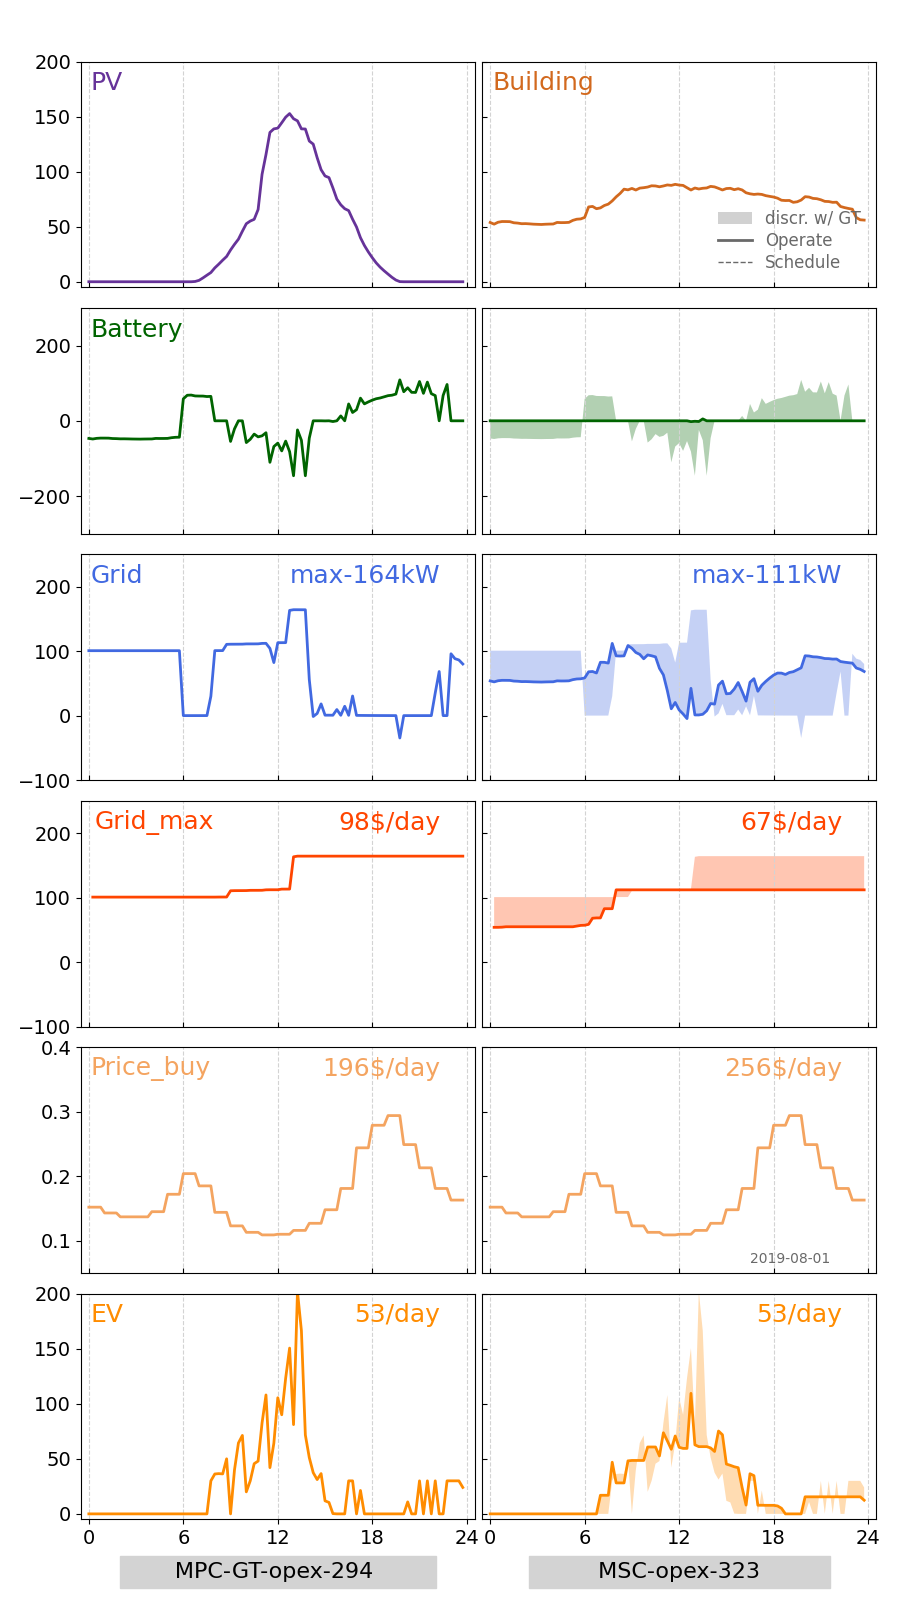 PV
Building
200
150
100
50
0
discr. w/ GT
Operate
Schedule
Battery
200
0
−200
Grid
max-164kW
max-111kW
200
100
0
−100
Grid_max
98$/day
67$/day
200
100
0
−100
Price_buy
196$/day
256$/day
0.4
0.3
0.2
0.1
2019-08-01
EV
53/day
53/day
200
150
100
50
0
0 6 12 18 24 0 6 12 18 24
MPC-GT-opex-294
MSC-opex-323